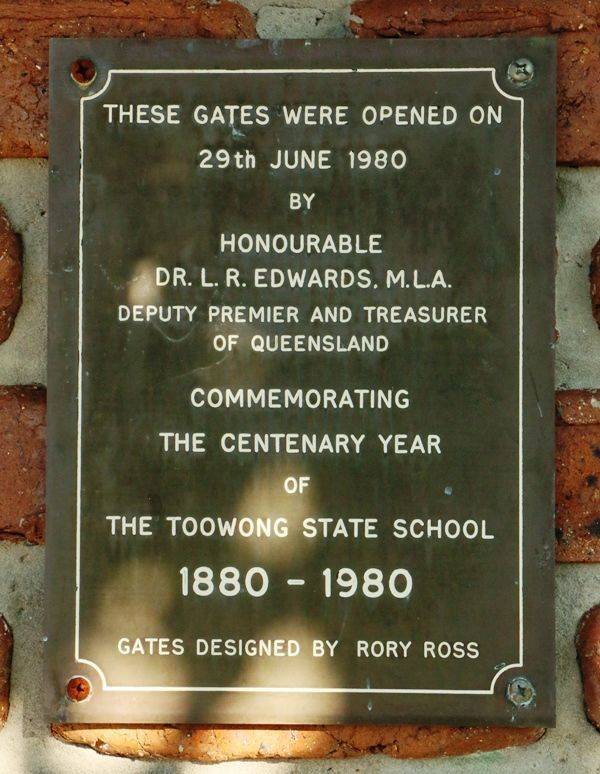 THESE GATES WERE OPENED ON
29th JUNE 1980
BY
HONOURABLE
DR. L. R. EDWARDS, M.L.A.
DEPUTY PREMIER AND TREASURER
OF QUEENSLAND
COMMEMORATING
THE CENTENARY YEAR
OF
THE TOOWONG STATE SCHOOL
1880 - 1980
GATES DESIGNED BY RORY ROSS